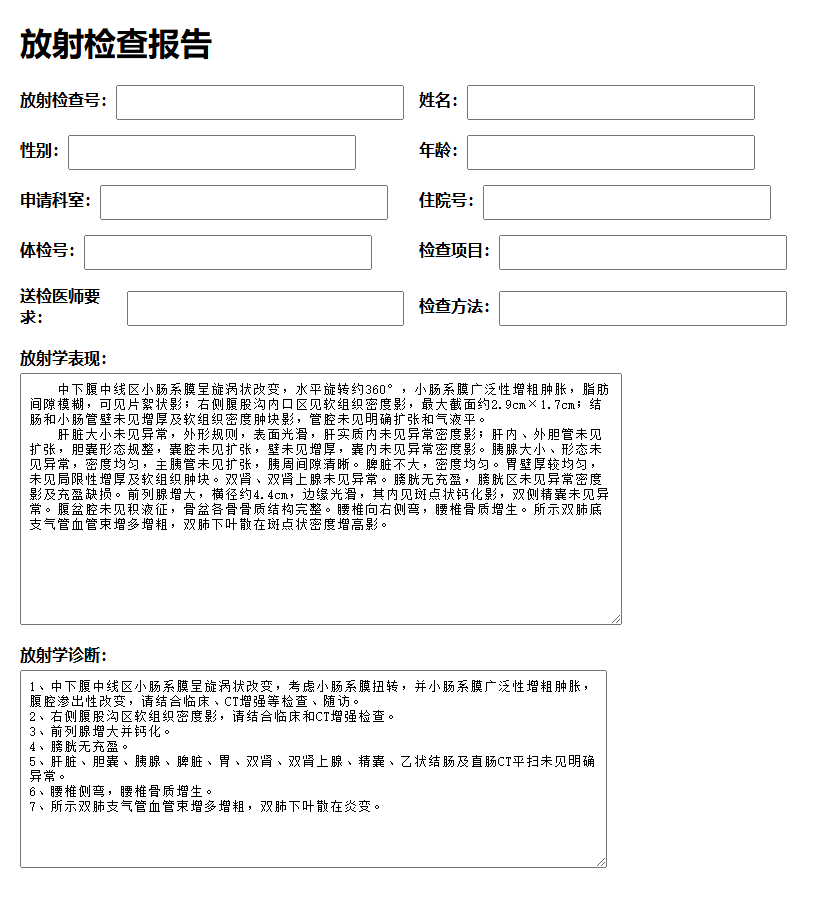 放射检查报告
放射检查号：
姓名：
性别：
年龄：
申请科室：
住院号：
体检号：
检查项目：
送检医师要
求：
检查方法：
放射学表现：
中下腹中线区小肠系膜呈旋涡状改变，水平旋转约360°，小肠系膜广泛性增粗肿胀，脂肪
间隙模糊，可见片絮状影；右侧腹股沟内口区见软组织密度影，最大截面约2.9cm×1.7cm；结
肠和小肠管壁未见增厚及软组织密度肿块影，管腔未见明确扩张和气液平。
肝脏大小未见异常，外形规则，表面光滑，肝实质内未见异常密度影；肝内、外胆管未见
扩张，胆囊形态规整，囊腔未见扩张，壁未见增厚，囊内未见异常密度影。胰腺大小、形态未
见异常，密度均匀，主胰管未见扩张，胰周间隙清晰。脾脏不大，密度均匀。胃壁厚较均匀，
未见局限性增厚及软组织肿块。双肾、双肾上腺未见异常。膀胱无充盈，膀胱区未见异常密度
影及充盈缺损。前列腺增大，横径约4.4cm，边缘光滑，其内见斑点状钙化影，双侧精囊未见异
常。腹盆腔未见积液征，骨盆各骨骨质结构完整。腰椎向右侧弯，腰椎骨质增生。所示双肺底
支气管血管束增多增粗，双肺下叶散在斑点状密度增高影。
放射学诊断：
1、中下腹中线区小肠系膜呈旋涡状改变，考虑小肠系膜扭转，并小肠系膜广泛性增粗肿胀，
腹腔渗出性改变，请结合临床、CT增强等检查、随访。
2、右侧腹股沟区软组织密度影，请结合临床和CT增强检查。
3、前列腺增大并钙化。
4、膀胱无充盈。
5、肝脏、胆囊、胰腺、脾脏、胃、双肾、双肾上腺、精囊、乙状结肠及直肠CT平扫未见明确
异常。
6、腰椎侧弯，腰椎骨质增生。
7、所示双肺支气管血管束增多增粗，双肺下叶散在炎变。